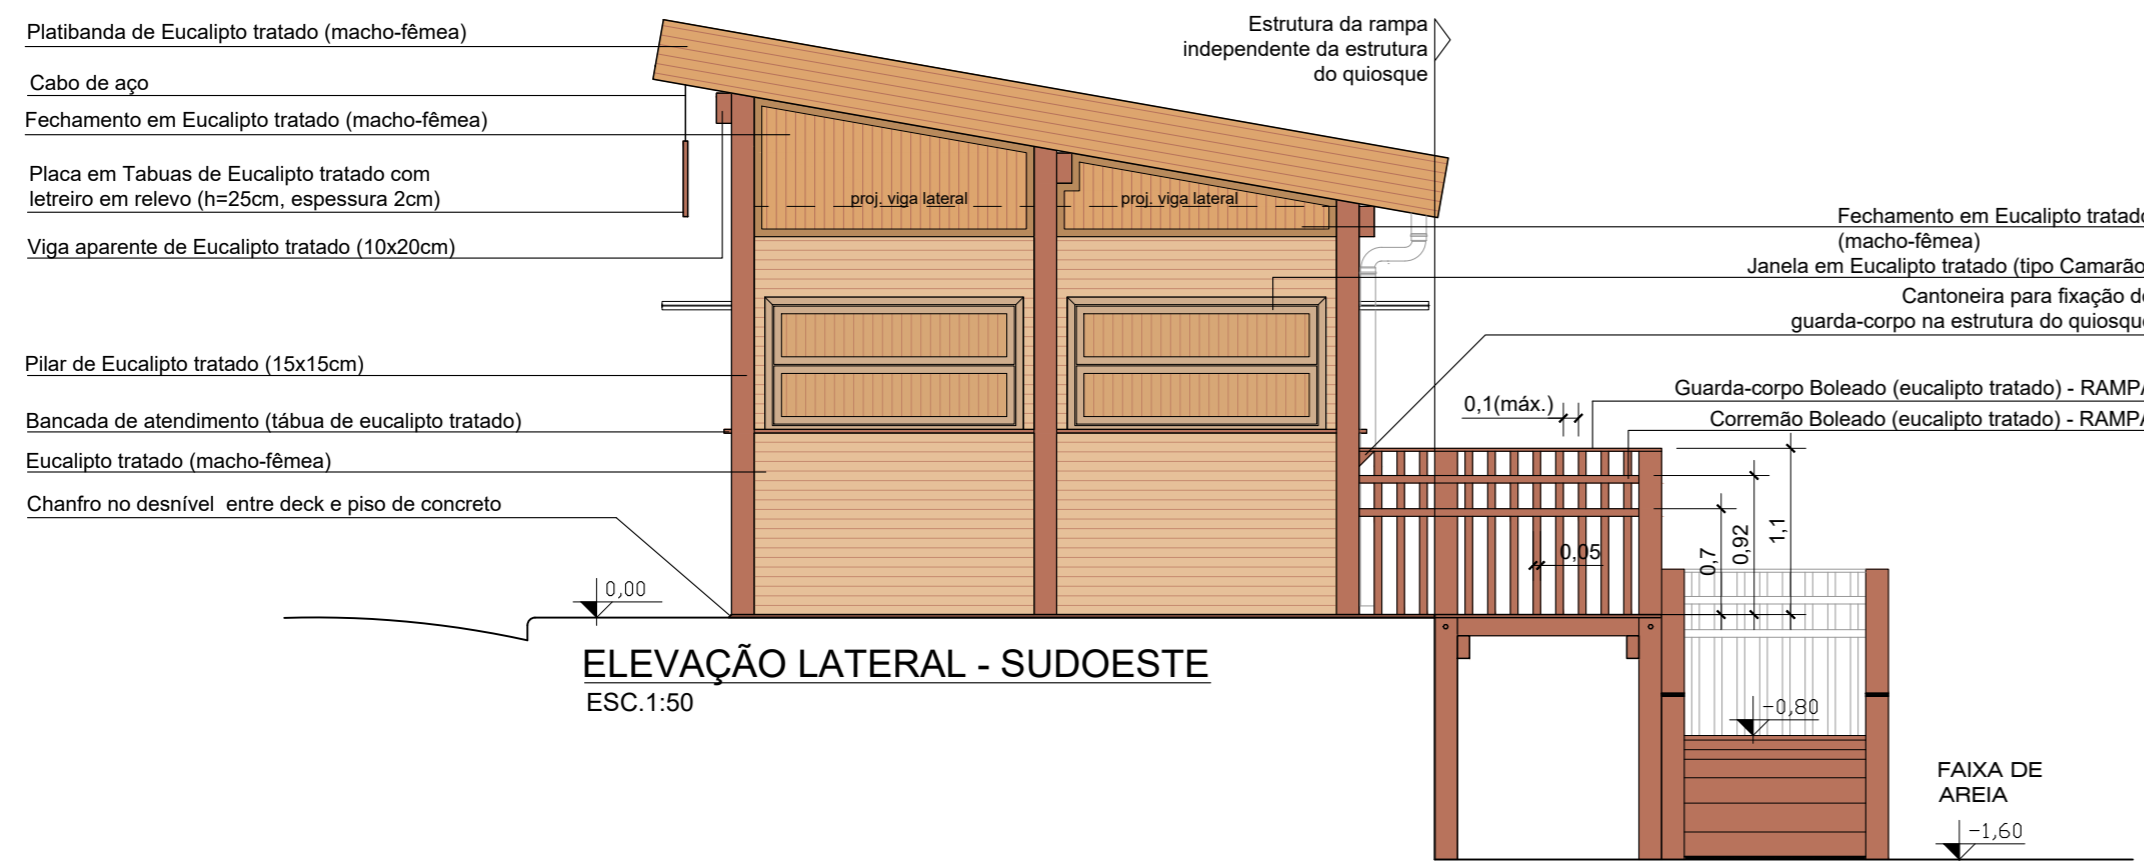 Platibanda de Eucalipto tratado (macho-fêmea)
Cabo de aço
Fechamento em Eucalipto tratado (macho-fêmea)
Placa em Tabuas de Eucalipto tratado com
letreiro em relevo (h=25cm, espessura 2cm)
Viga aparente de Eucalipto tratado (10x20cm)
Pilar de Eucalipto tratado (15x15cm)
Bancada de atendimento (tábua de eucalipto tratado)
Eucalipto tratado (macho-fêmea)
Chanfro no desnível entre deck e piso de concreto
0,00
Estrutura da rampa
independente da estrutura
do quiosque
proj. viga lateral
proj. viga lateral
Fechamento em Eucalipto tratado
(macho-fêmea)
Janela em Eucalipto tratado (tipo Camarão
Cantoneira para fixação de
guarda-corpo na estrutura do quiosque
Guarda-corpo Boleado (eucalipto tratado) - RAMPA
0,1(máx.)
Corremão Boleado (eucalipto tratado) - RAMPA
0,05
0,7
0,92
1,1
ELEVAÇÃO LATERAL - SUDOESTE
ESC.1:50
-0,80
FAIXA DE
AREIA
-1,60